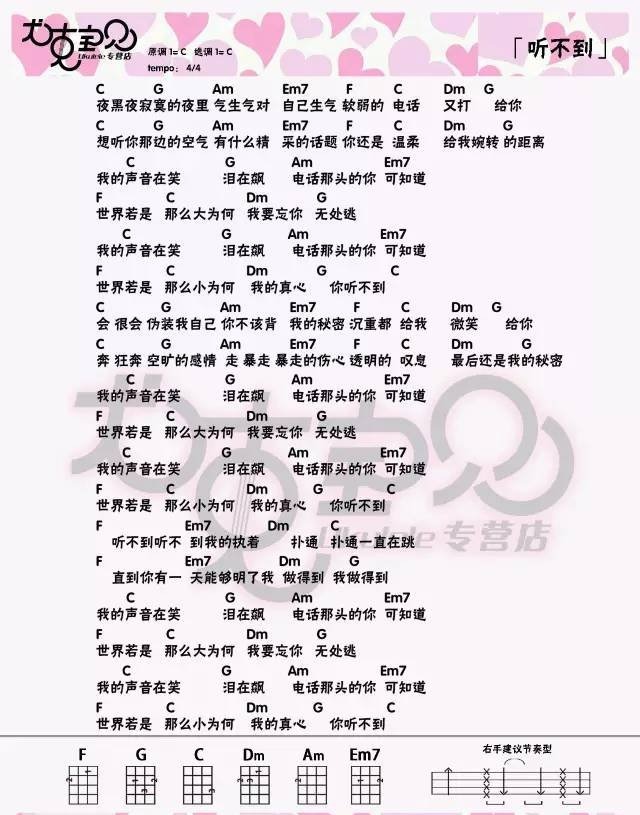 尤克宝贝
Ukulele 专营店
原调 1=C 选调 1=C
tempo: 4/4
「听不到」
C G Am Em7 F C Dm G
夜黑夜寂寞的夜里 气生气对 自己生气 软弱的 电话 又打 给你
C G Am Em7 F C Dm G
想听你那边的空气 有什么精 采的话题 你还是 温柔 给我婉转 的距离
C G Am Em7
我的声音在笑 泪在飙 电话那头的你 可知道
F C Dm G
世界若是 那么大为何 我要忘你 无处逃
C G Am Em7
我的声音在笑 泪在飙 电话那头的你 可知道
F C Dm G C
世界若是 那么小为何 我的真心 你听不到
C G Am Em7 F C Dm G
会 很会 伪装我自己 你不该背 我的秘密 沉重都 给我 微笑 给你
C G Am Em7 F C Dm G
奔 狂奔 空旷的感情 走 暴走 暴走的伤心 透明的 叹息 最后还是我的秘密
C G Am Em7
我的声音在笑 泪在飙 电话那头的你 可知道
F C Dm G
世界若是 那么大为何 我要忘你 无处逃
C G Am Em7
我的声音在笑 泪在飙 电话那头的你 可知道
F C Dm G C
世界若是 那么小为何 我的真心 你听不到
F Em7 Dm C
听不到听不 到我的执着 扑通 扑通一直在跳
F Em7 Dm G
直到你有一 天能够明了我 做得到 我做得到
C G Am Em7
我的声音在笑 泪在飙 电话那头的你 可知道
F C Dm G
世界若是 那么大为何 我要忘你 无处逃
C G Am Em7
我的声音在笑 泪在飙 电话那头的你 可知道
F C Dm G C
世界若是 那么小为何 我的真心 你听不到
尤克宝贝
Ukulele 专营店
F G C Dm Am Em7
右手建议节奏型